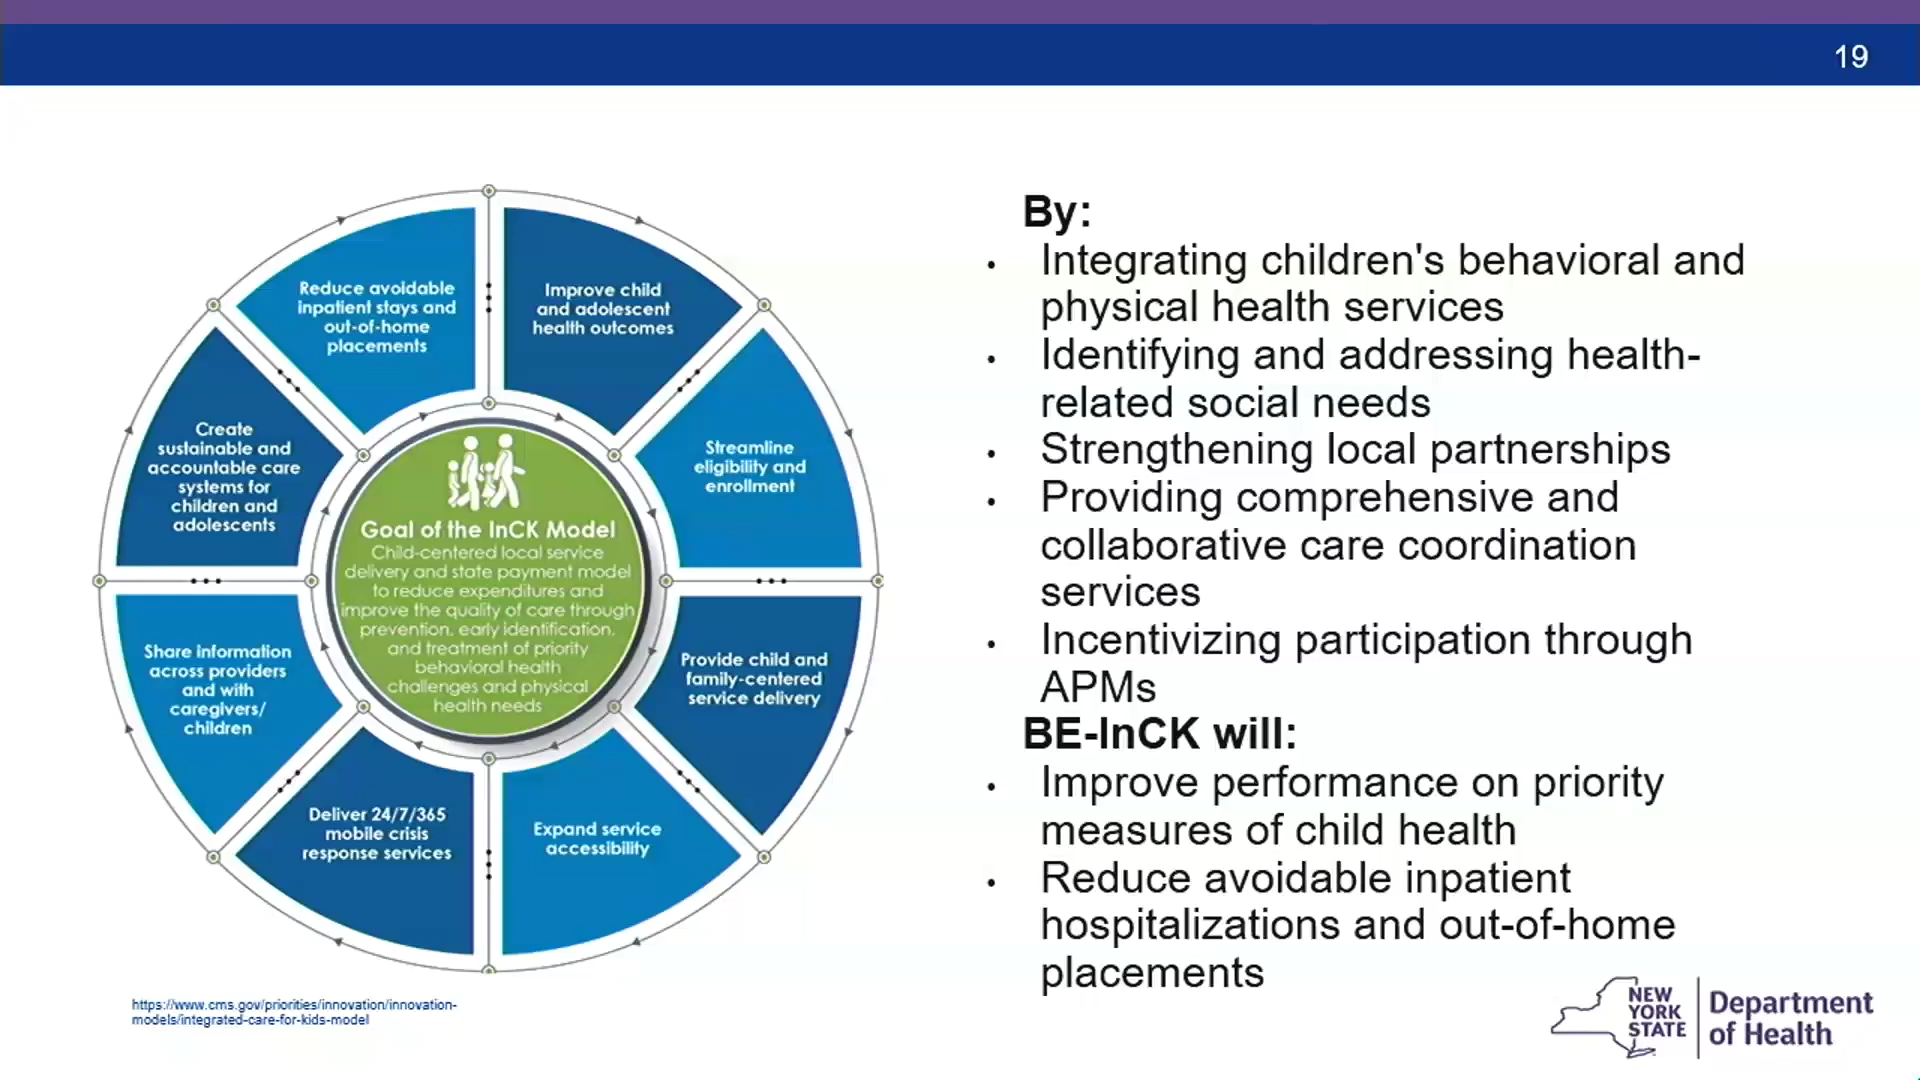 19
Reduce avoidable
inpatient stays and
out-of-home
placements
Improve child
and adolescent
health outcomes
Streamline
eligibility and
enrollment
Provide child and
family-centered
service delivery
Expand service
accessibility
Deliver 24/7/365
mobile crisis
response services
Share information
across providers
and with
caregivers/
children
Create
sustainable and
accountable care
systems for
children and
adolescents
Goal of the InCK Model
Child-centered local service
delivery and state payment model
to reduce expenditures and
improve the quality of care through
prevention, early identification,
and treatment of priority
behavioral health
challenges and physical
health needs
https://www.cms.gov/priorities/innovation/innovation-
models/integrated-care-for-kids-model
By:
• Integrating children's behavioral and
physical health services
• Identifying and addressing health-
related social needs
• Strengthening local partnerships
• Providing comprehensive and
collaborative care coordination
services
• Incentivizing participation through
APMs
BE-InCK will:
• Improve performance on priority
measures of child health
• Reduce avoidable inpatient
hospitalizations and out-of-home
placements
NEW
YORK
STATE
Department
of Health